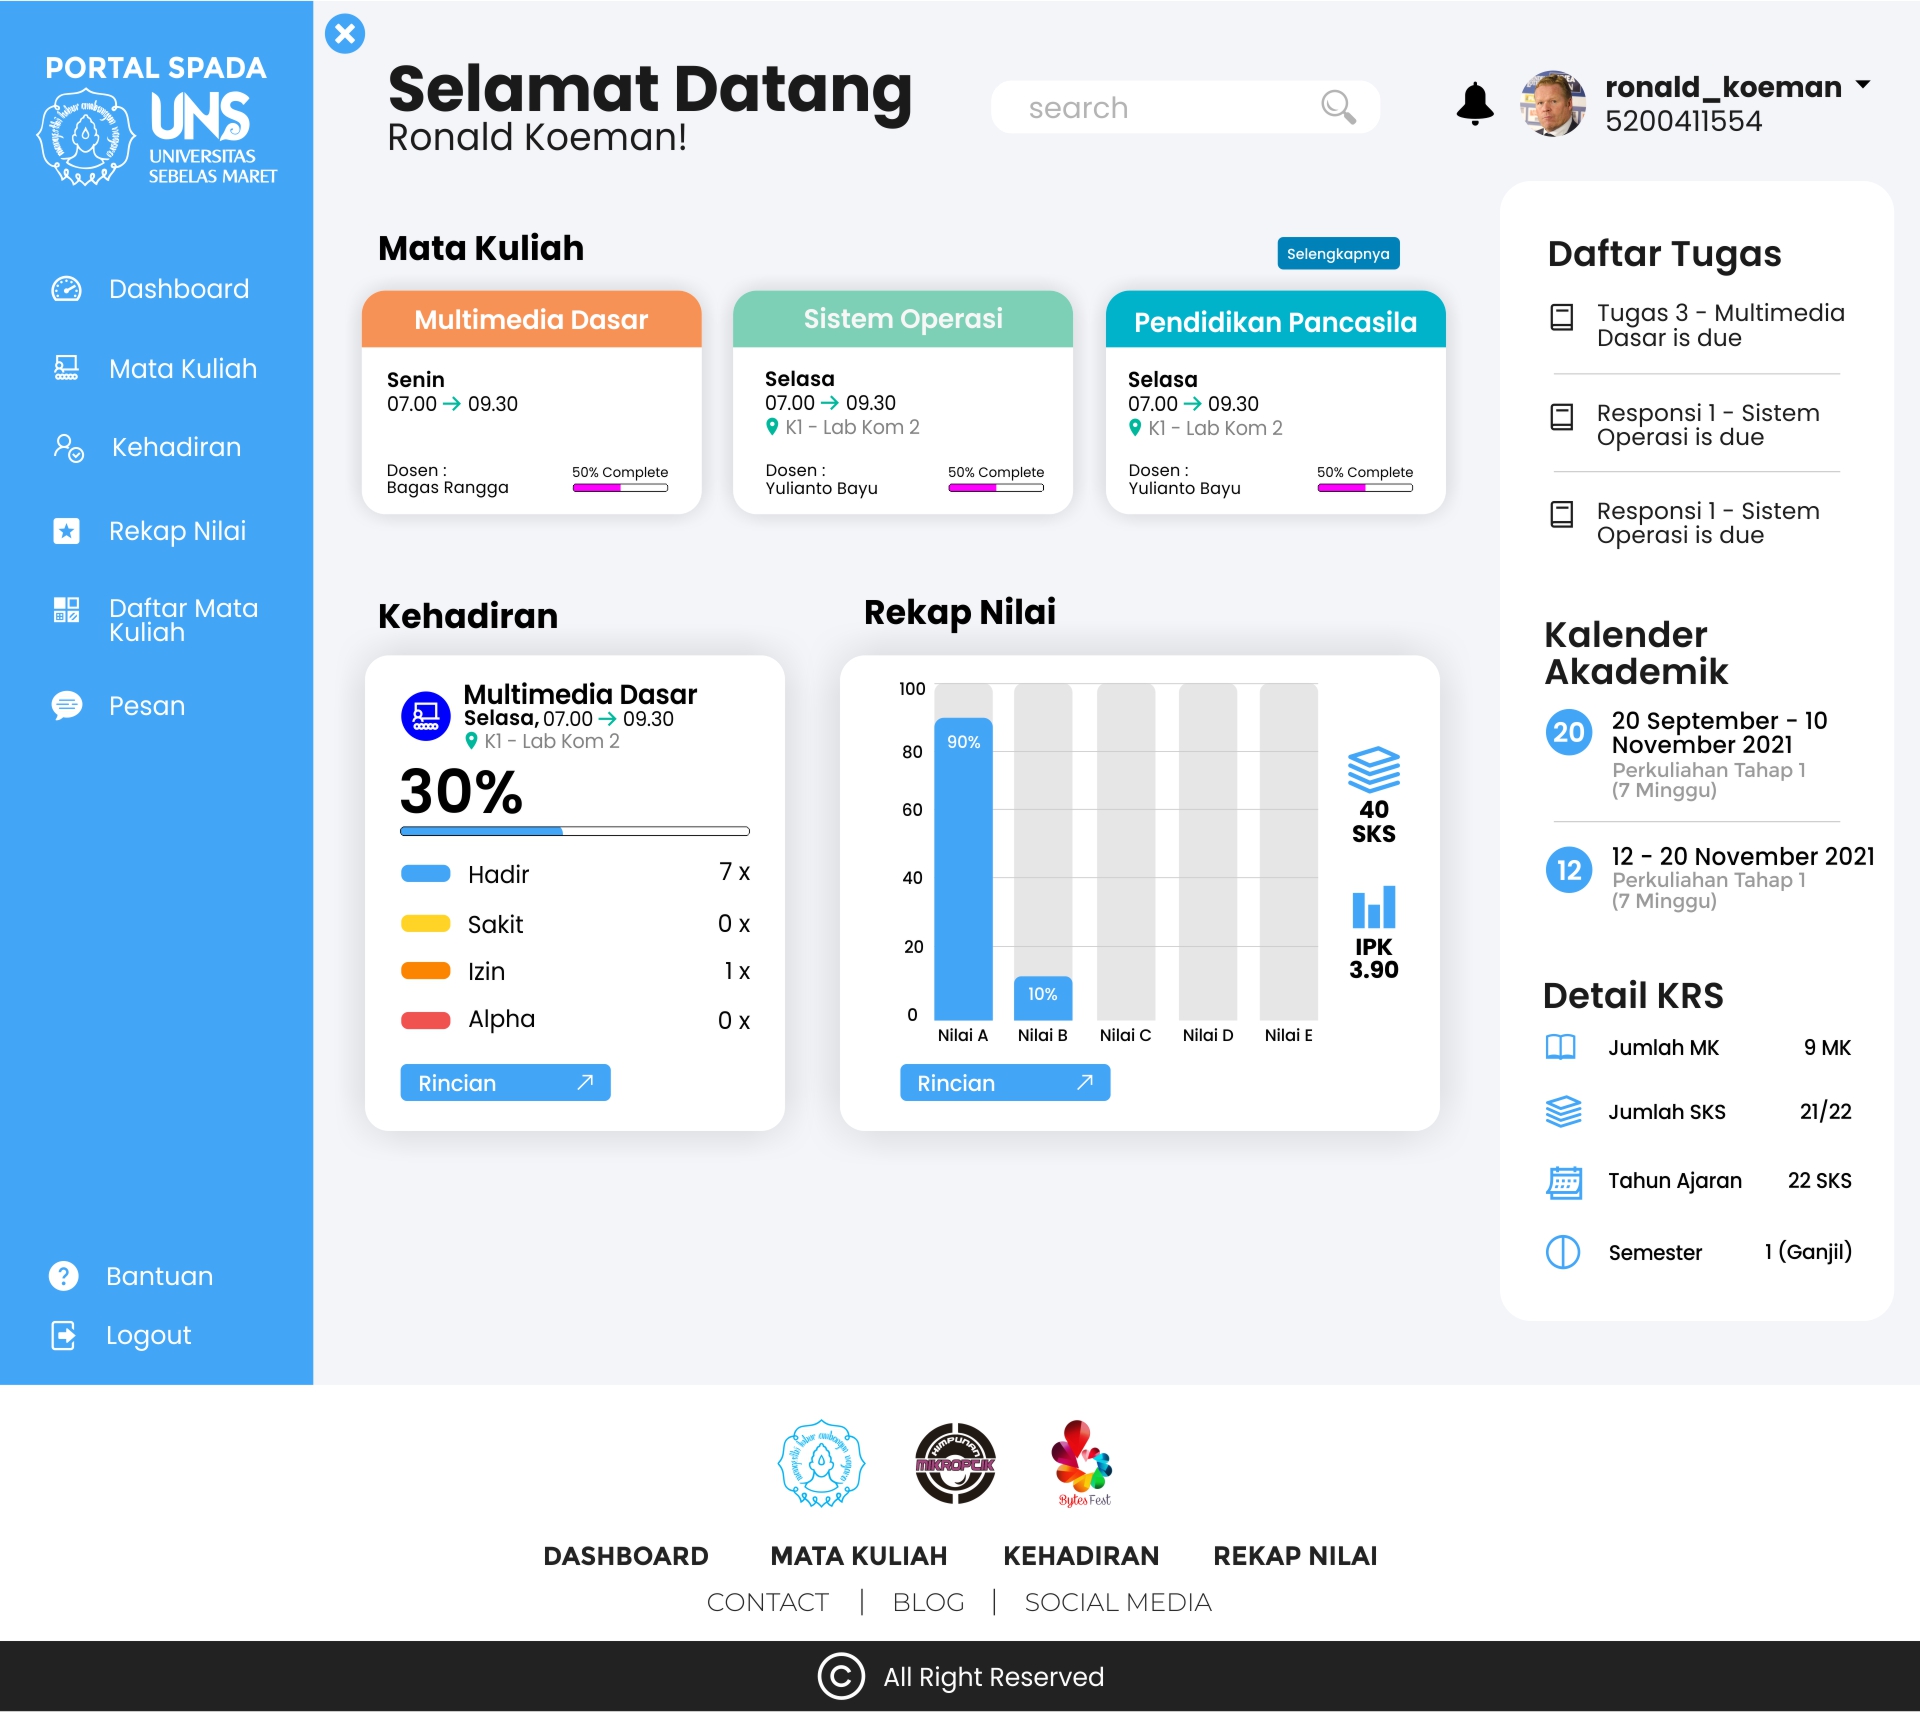 PORTAL SPADA
UNS
UNIVERSITAS
SEBELAS MARET
Dashboard
Mata Kuliah
Kehadiran
Rekap Nilai
Daftar Mata
Kuliah
Pesan
Bantuan
Logout
Selamat Datang
Ronald Koeman!
search
ronald_koeman
5200411554
Mata Kuliah
Selengkapnya
Multimedia Dasar
Senin
07.00 → 09.30
Dosen :
Bagas Rangga
50% Complete
Sistem Operasi
Selasa
07.00 → 09.30
K1 - Lab Kom 2
Dosen :
Yulianto Bayu
50% Complete
Pendidikan Pancasila
Selasa
07.00 → 09.30
K1 - Lab Kom 2
Dosen :
Yulianto Bayu
50% Complete
Kehadiran
Multimedia Dasar
Selasa, 07.00 → 09.30
K1 - Lab Kom 2
30%
Hadir 7 x
Sakit 0 x
Izin 1 x
Alpha 0 x
Rincian
Rekap Nilai
100
80
60
40
20
0
90%
10%
Nilai A Nilai B Nilai C Nilai D Nilai E
40
SKS
IPK
3.90
Rincian
Daftar Tugas
Tugas 3 - Multimedia
Dasar is due
Responsi 1 - Sistem
Operasi is due
Responsi 1 - Sistem
Operasi is due
Kalender
Akademik
20
20 September - 10
November 2021
Perkuliahan Tahap 1
(7 Minggu)
12
12 - 20 November 2021
Perkuliahan Tahap 1
(7 Minggu)
Detail KRS
Jumlah MK 9 MK
Jumlah SKS 21/22
Tahun Ajaran 22 SKS
Semester 1 (Ganjil)
HIMPUNAN
MIKROPTIK
Bytes Fest
DASHBOARD MATA KULIAH KEHADIRAN REKAP NILAI
CONTACT | BLOG | SOCIAL MEDIA
© All Right Reserved